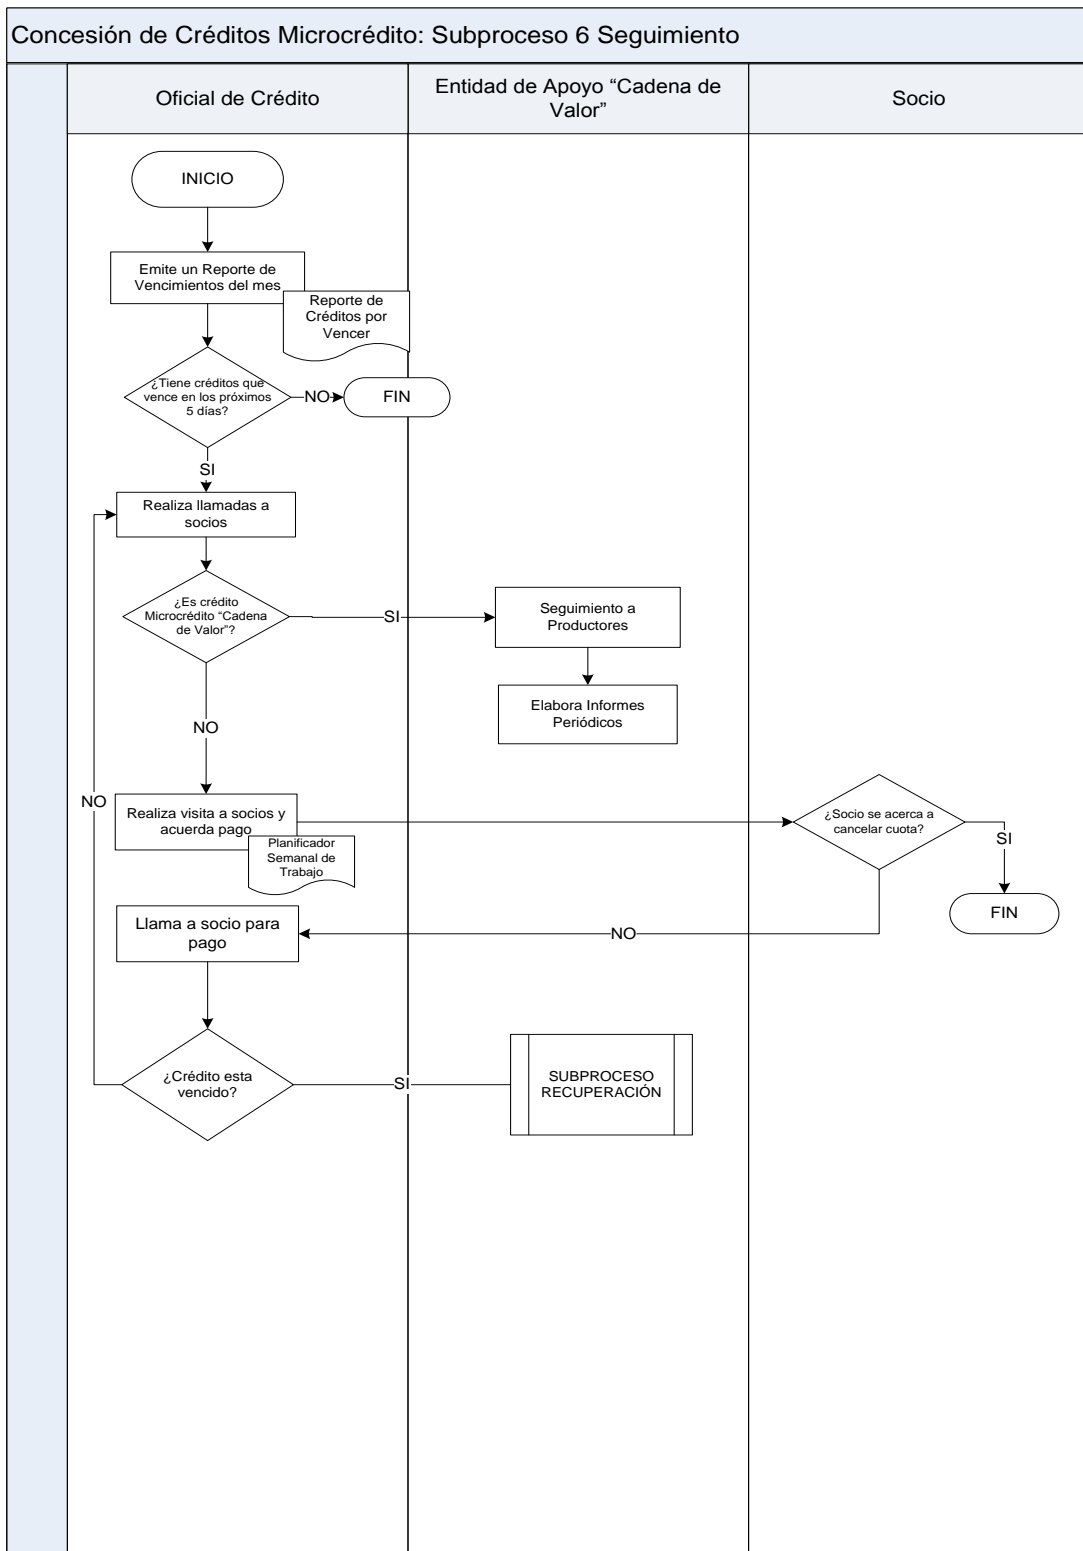 Concesión de Créditos Microcrédito: Subproceso 6 Seguimiento
Oficial de Crédito
Entidad de Apoyo “Cadena de
Valor”
Socio
INICIO
Emite un Reporte de
Vencimientos del mes
Reporte de
Créditos por
Vencer
¿Tiene créditos que
vence en los próximos
5 días?
NO
FIN
SI
Realiza llamadas a
socios
¿Es crédito
Microcrédito “Cadena
de Valor”?
SI
Seguimiento a
Productores
Elabora Informes
Periódicos
NO
NO
Realiza visita a socios y
acuerda pago
Planificador
Semanal de
Trabajo
¿Socio se acerca a
cancelar cuota?
SI
FIN
Llama a socio para
pago
NO
¿Crédito esta
vencido?
SI
SUBPROCESO
RECUPERACIÓN